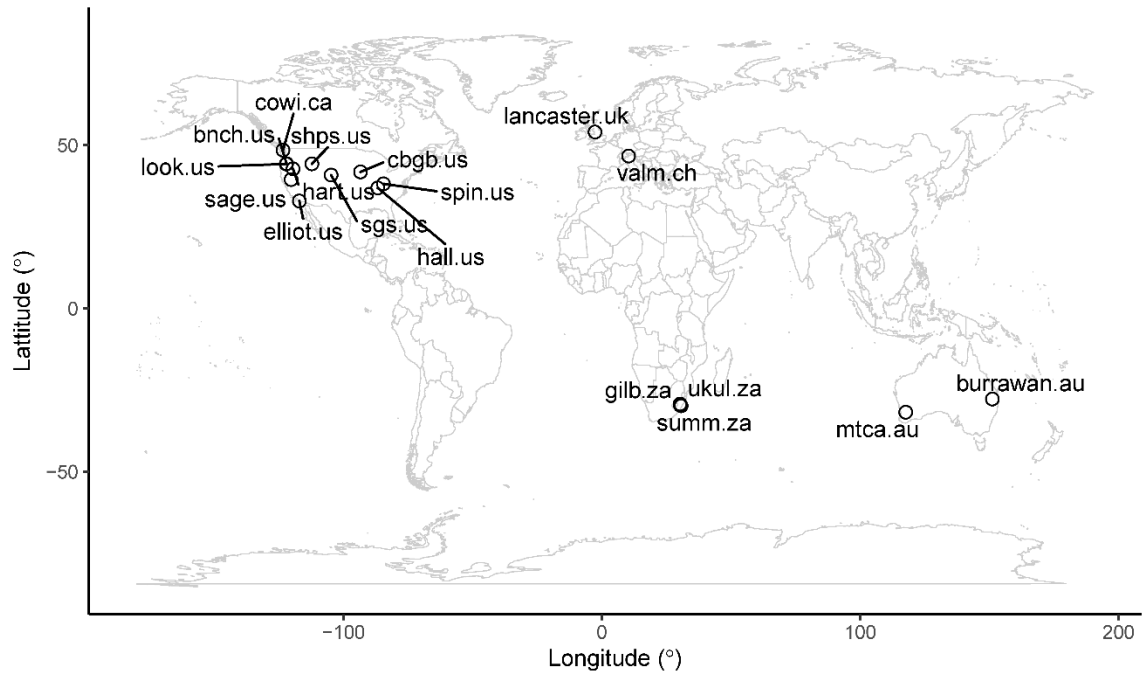 cowi.ca
bnch.us
shps.us
look.us
cbgb.us
sage.us
hart.us
spin.us
elliot.us
sgs.us
hall.us
lancaster.uk
valm.ch
gilb.za
ukul.za
summ.za
burrawan.au
mtca.au
50
0
−50
Lattitude (°)
−100
0
100
200
Longitude (°)